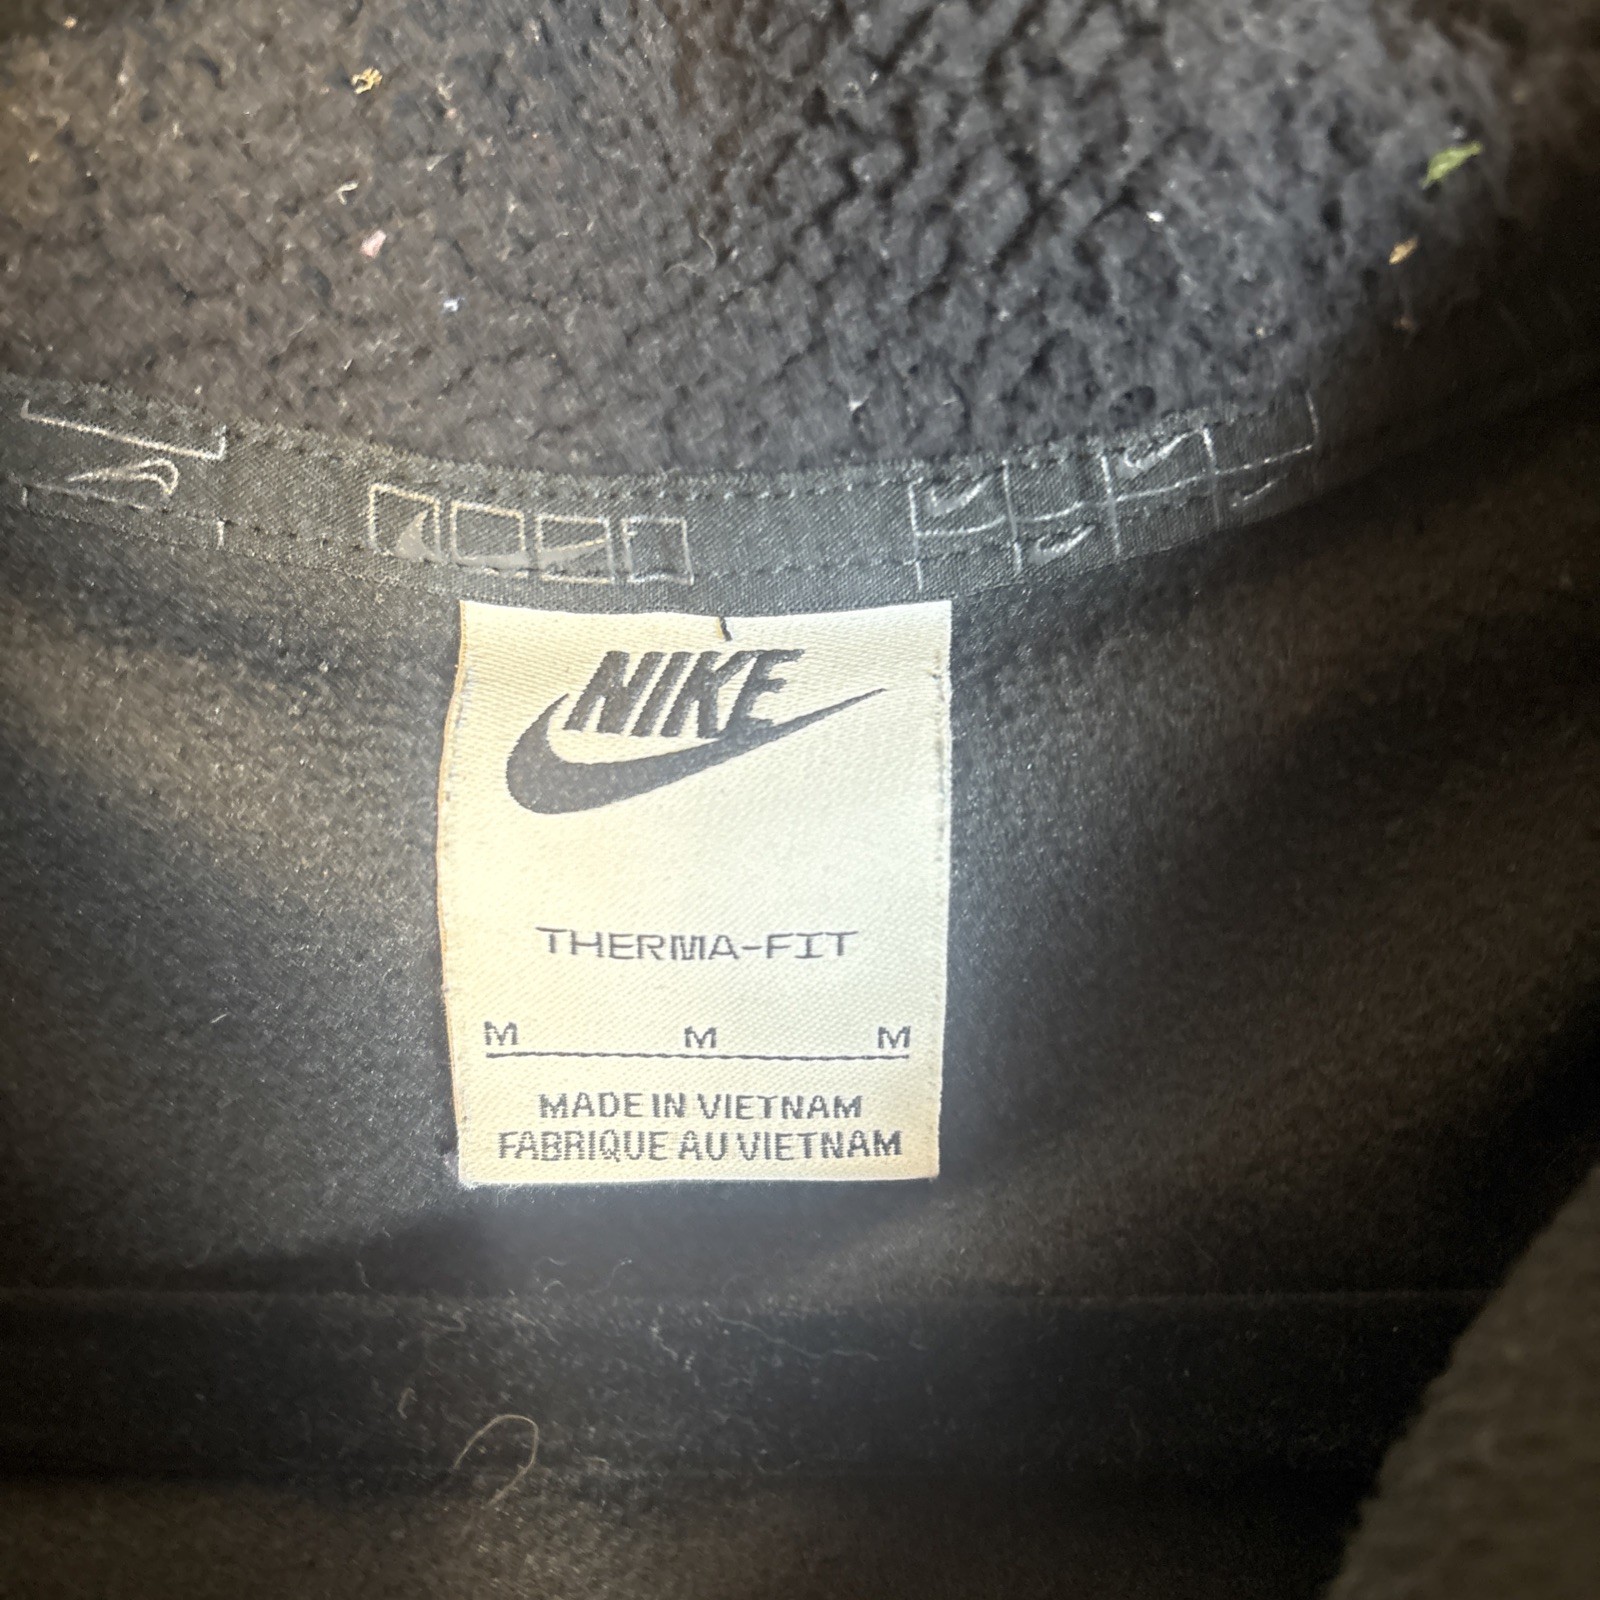 NIKE
THERMA-FIT
M M M
MADE IN VIETNAM
FABRIQUE AU VIETNAM